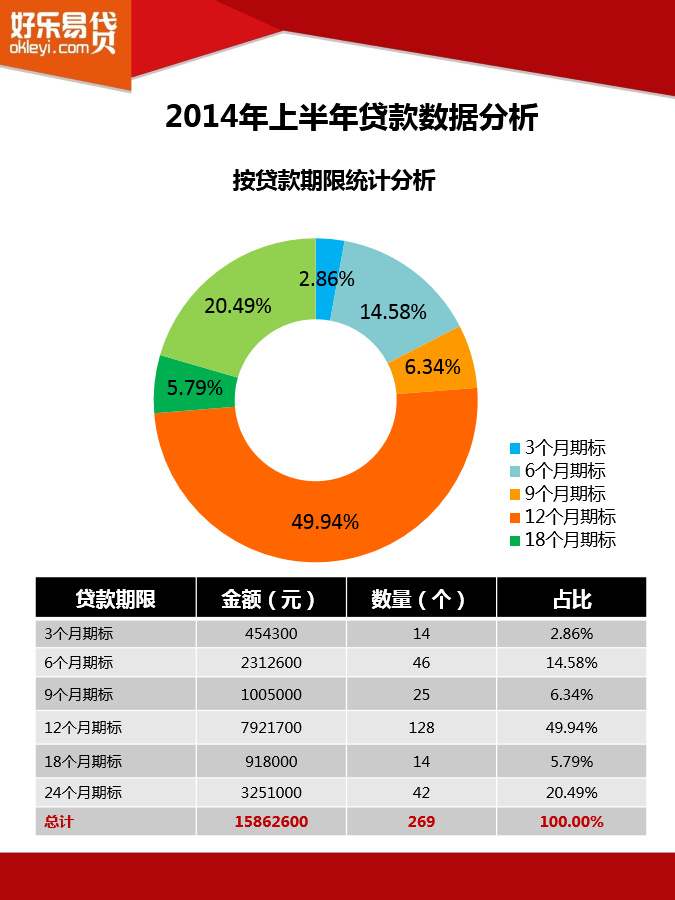 好乐易贷
okleyi.com
2014年上半年贷款数据分析
按贷款期限统计分析
2.86%
20.49%
14.58%
6.34%
5.79%
49.94%
3个月期标
6个月期标
9个月期标
12个月期标
18个月期标
贷款期限 金额（元） 数量（个） 占比
3个月期标 454300 14 2.86%
6个月期标 2312600 46 14.58%
9个月期标 1005000 25 6.34%
12个月期标 7921700 128 49.94%
18个月期标 918000 14 5.79%
24个月期标 3251000 42 20.49%
总计 15862600 269 100.00%